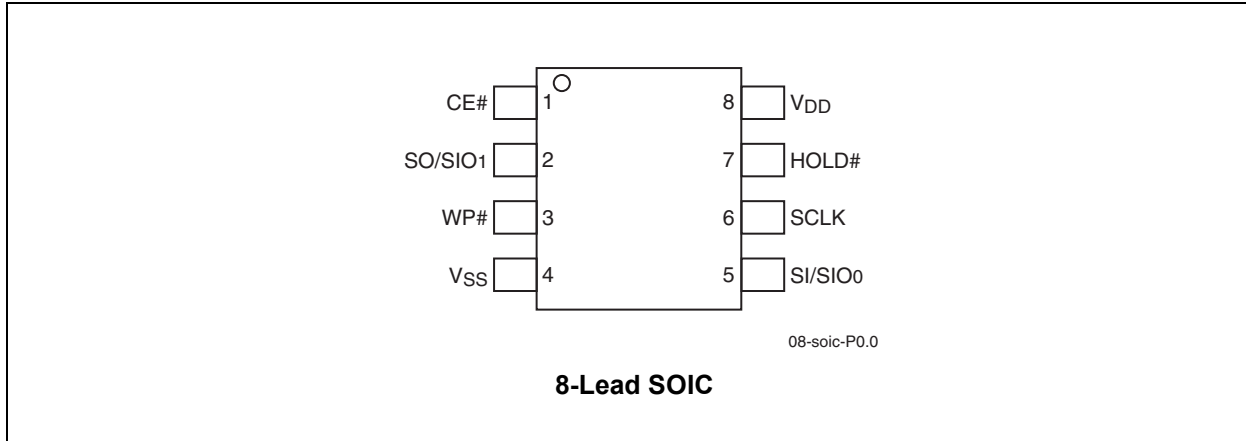 CE# 1 8 VDD
SO/SIO1 2 7 HOLD#
WP# 3 6 SCLK
VSS 4 5 SI/SIO0
08-soic-P0.0
8-Lead SOIC